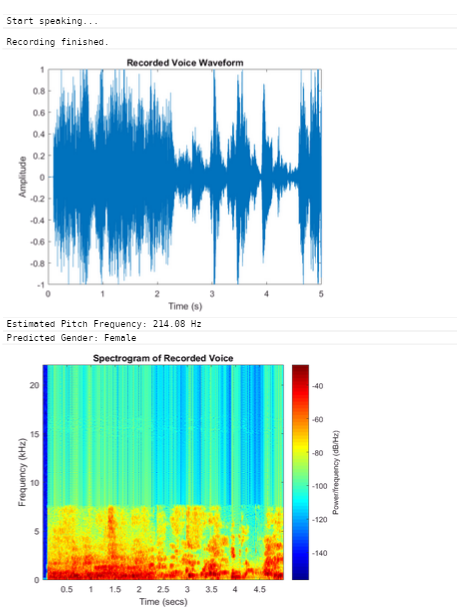 Start speaking...
Recording finished.
Recorded Voice Waveform
1
0.8
0.6
0.4
0.2
0
-0.2
-0.4
-0.6
-0.8
-1
Amplitude
0 1 2 3 4 5
Time (s)
Estimated Pitch Frequency: 214.08 Hz
Predicted Gender: Female
Spectrogram of Recorded Voice
20
15
10
5
0
Frequency (kHz)
0.5 1 1.5 2 2.5 3 3.5 4 4.5
Time (secs)
-40
-60
-80
-100
-120
-140
Power/frequency (dB/Hz)